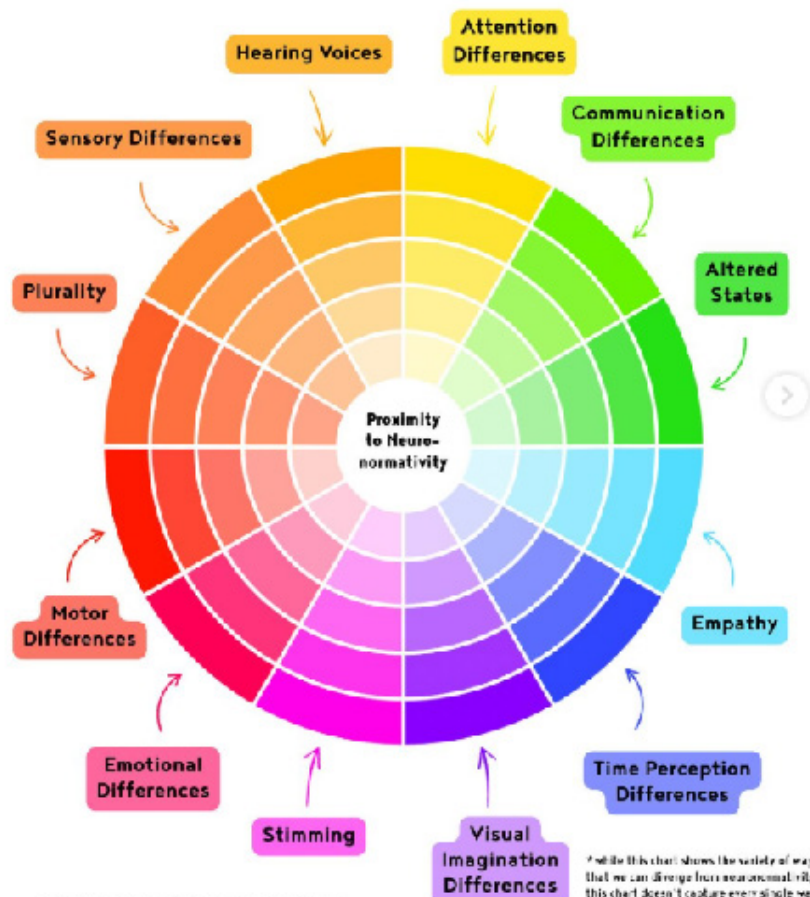 Attention
Differences
Hearing Voices
Communication
Differences
Sensory Differences
Altered
States
Plurality
Proximity
to Neuro-
normativity
Motor
Differences
Empathy
Emotional
Differences
Time Perception
Differences
Stimming
Visual
Imagination
Differences
* while this chart shows the variety of
that we can diverge from neuronormativity
this chart doesn't capture every single